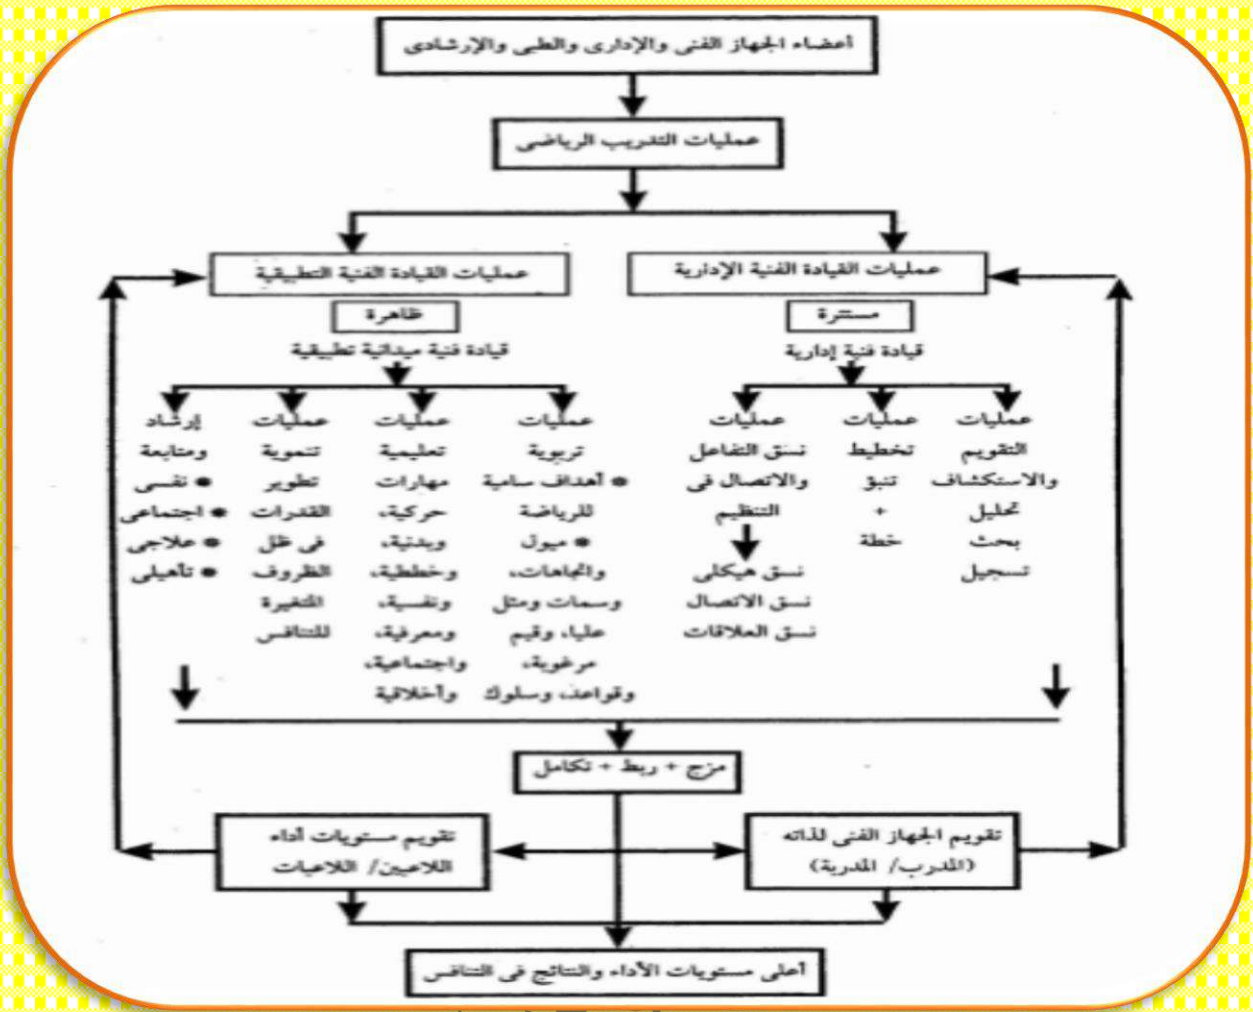 أعضاء الجهاز الفنى والإدارى والطبى والإرشادى
عمليات التدريب الرياضى
عمليات القيادة الفنية الإدارية
مستترة
قيادة فنية إدارية
عمليات
التقويم
والاستكشاف
تحليل
بحث
تسجيل
عمليات
تخطيط
تنبؤ
+
خطة
عمليات
نسق التفاعل
والاتصال فى
التنظيم
نسق هيكلى
نسق الاتصال
نسق العلاقات
عمليات القيادة الفنية التطبيقية
ظاهرة
قيادة فنية ميدانية تطبيقية
عمليات
تربوية
● أهداف سامية
للرياضة
● ميول
واتجاهات،
وسمات ومثل
عليا، وقيم
مرغوبة،
وقواعد، وسلوك
عمليات
تعليمية
مهارات
حركية،
وبدنية،
وخططية،
ونفسية،
ومعرفية،
واجتماعية،
وأخلاقية
عمليات
تنموية
تطوير
القدرات
فى ظل
الظروف
المتغيرة
للتنافس
إرشاد
ومتابعة
● نفسى
● اجتماعى
● علاجى
● تأهيلى
مزج + ربط + تكامل
تقويم الجهاز الفنى لذاته
(المدرب/ المدربة)
تقويم مستويات أداء
اللاعبين/ اللاعبات
أعلى مستويات الأداء والنتائج فى التنافس